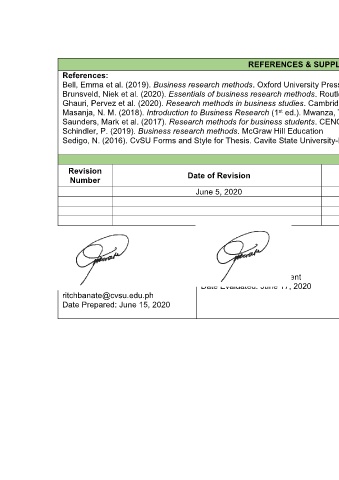 REFERENCES & SUPPL
References:
Bell, Emma et al. (2019). Business research methods. Oxford University Press
Brunsveld, Niek et al. (2020). Essentials of business research methods. Routl
Ghauri, Pervez et al. (2020). Research methods in business studies. Cambrid
Masanja, N. M. (2018). Introduction to Business Research (1st ed.). Mwanza,
Saunders, Mark et al. (2017). Research methods for business students. CENG
Schindler, P. (2019). Business research methods. McGraw Hill Education
Sedigo, N. (2016). CvSU Forms and Style for Thesis. Cavite State University-
Revision Number
Date of Revision
June 5, 2020
ent
Date Evaluated: June 17, 2020
ritchbanate@cvsu.edu.ph
Date Prepared: June 15, 2020